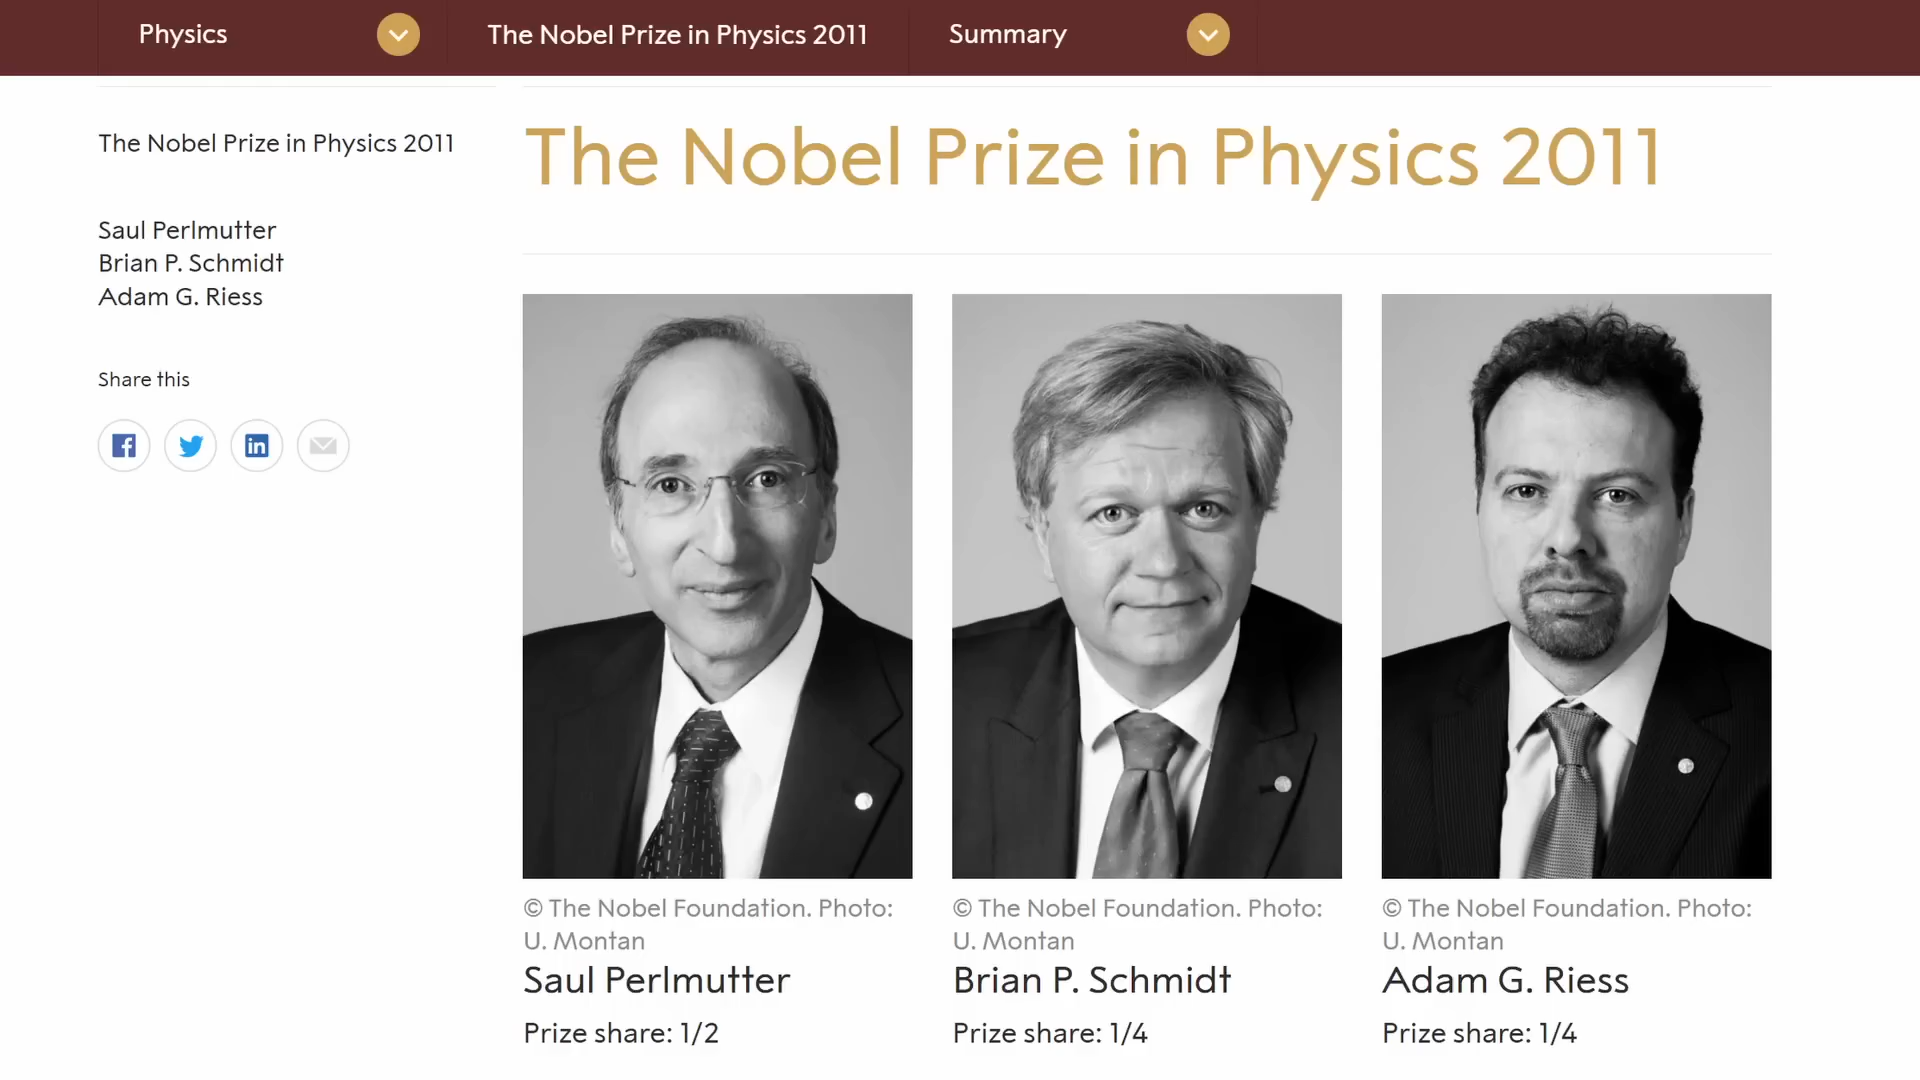 Physics
The Nobel Prize in Physics 2011
Summary
The Nobel Prize in Physics 2011
Saul Perlmutter
Brian P. Schmidt
Adam G. Riess
Share this
The Nobel Prize in Physics 2011
© The Nobel Foundation. Photo:
U. Montan
Saul Perlmutter
Prize share: 1/2
© The Nobel Foundation. Photo:
U. Montan
Brian P. Schmidt
Prize share: 1/4
© The Nobel Foundation. Photo:
U. Montan
Adam G. Riess
Prize share: 1/4